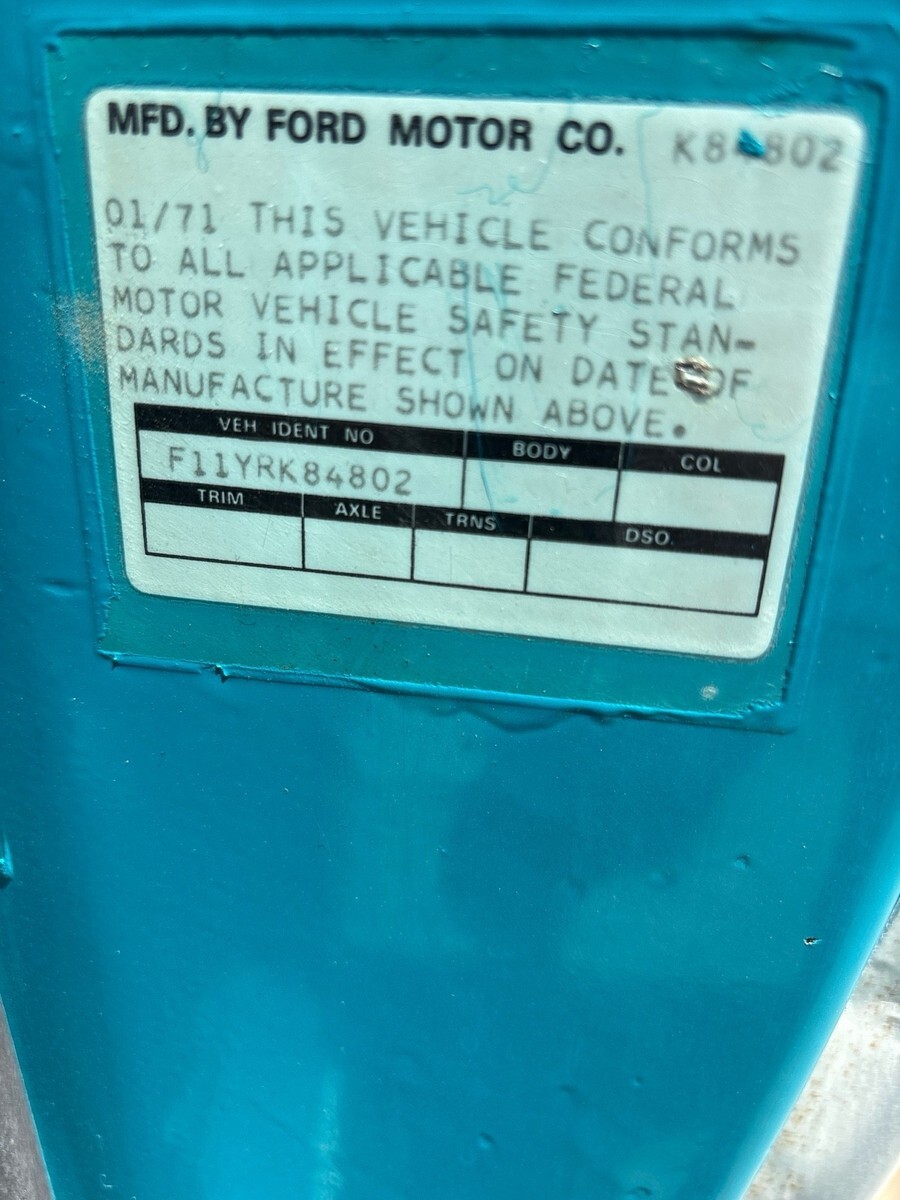 MFD. BY FORD MOTOR CO. K84802
01/71 THIS VEHICLE CONFORMS
TO ALL APPLICABLE FEDERAL
MOTOR VEHICLE SAFETY STAN-
DARDS IN EFFECT ON DATE OF
MANUFACTURE SHOWN ABOVE.
VEH IDENT NO BODY COL
F11YRK84802
TRIM AXLE TRNS DSO.